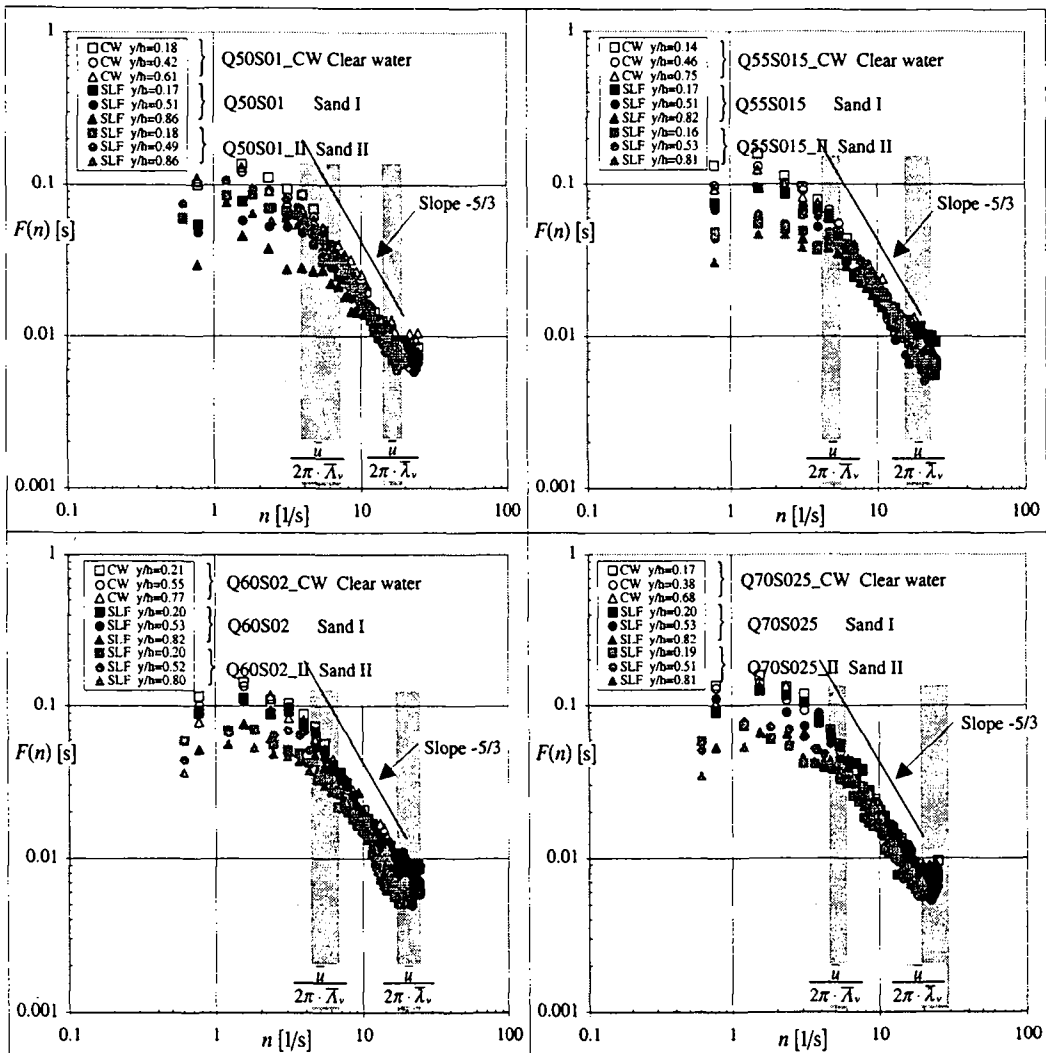 1
CW y/h=0.18
CW y/h=0.42
CW y/h=0.61
SLF y/h=0.17
SLF y/h=0.51
SLF y/h=0.86
SLF y/h=0.18
SLF y/h=0.49
SLF y/h=0.86
Q50S01_CW Clear water
Q50S01 Sand I
Q50S01_II Sand II
0.1
F(n) [s]
Slope -5/3
0.01
0.001
u̅
2π · Λ̅ᵥ
u̅
2π · λ̅ᵥ
0.1 1 10 100
n [1/s]
1
CW y/h=0.14
CW y/h=0.46
CW y/h=0.75
SLF y/h=0.17
SLF y/h=0.51
SLF y/h=0.82
SLF y/h=0.16
SLF y/h=0.53
SLF y/h=0.81
Q55S015_CW Clear water
Q55S015 Sand I
Q55S015_II Sand II
0.1
F(n) [s]
Slope -5/3
0.01
0.001
u̅
2π · Λ̅ᵥ
u̅
2π · λ̅ᵥ
0.1 1 10 100
n [1/s]
1
CW y/h=0.21
CW y/h=0.55
CW y/h=0.77
SLF y/h=0.20
SLF y/h=0.53
SLF y/h=0.82
SLF y/h=0.20
SLF y/h=0.52
SLF y/h=0.80
Q60S02_CW Clear water
Q60S02 Sand I
Q60S02_II Sand II
0.1
F(n) [s]
Slope -5/3
0.01
0.001
u̅
2π · Λ̅ᵥ
u̅
2π · λ̅ᵥ
0.1 1 10 100
n [1/s]
1
CW y/h=0.17
CW y/h=0.38
CW y/h=0.68
SLF y/h=0.20
SLF y/h=0.53
SLF y/h=0.82
SLF y/h=0.19
SLF y/h=0.51
SLF y/h=0.81
Q70S025_CW Clear water
Q70S025 Sand I
Q70S025_II Sand II
0.1
F(n) [s]
Slope -5/3
0.01
0.001
u̅
2π · Λ̅ᵥ
u̅
2π · λ̅ᵥ
0.1 1 10 100
n [1/s]